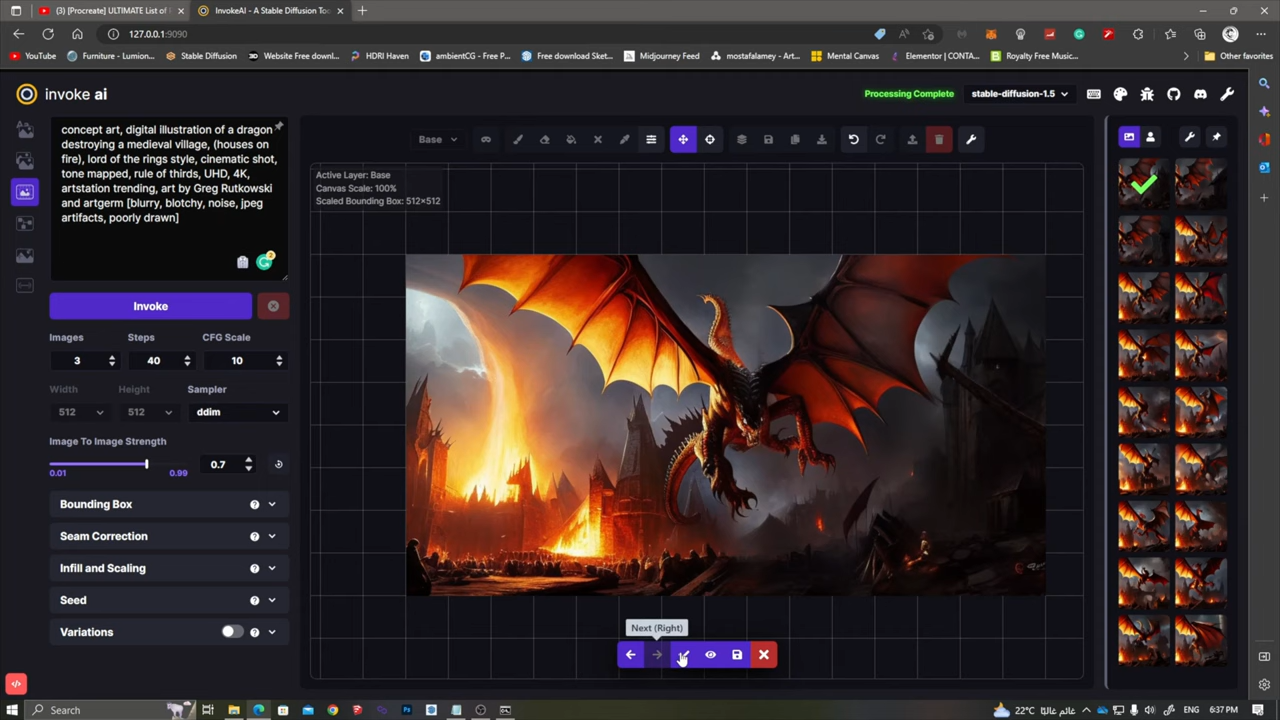 (3) [Procreate] ULTIMATE List of
InvokeAI - A Stable Diffusion Too
127.0.0.1:9090
YouTube
Furniture - Lumion...
Stable Diffusion
Website Free downl...
HDRI Haven
ambientCG - Free P...
Free download Sket...
Midjourney Feed
mostafalamey - Art...
Mental Canvas
Elementor | CONTA...
Royalty Free Music...
Other favorites
invoke ai
Processing Complete
stable-diffusion-1.5
concept art, digital illustration of a dragon
destroying a medieval village, (houses on
fire), lord of the rings style, cinematic shot,
tone mapped, rule of thirds, UHD, 4K,
artstation trending, art by Greg Rutkowski
and artgerm [blurry, blotchy, noise, jpeg
artifacts, poorly drawn]
2
Invoke
Images
Steps
CFG Scale
3
40
10
Width
Height
Sampler
512
512
ddim
Image To Image Strength
0.7
0.01
0.99
Bounding Box
Seam Correction
Infill and Scaling
Seed
Variations
Base
Active Layer: Base
Canvas Scale: 100%
Scaled Bounding Box: 512×512
Next (Right)
Search
22°C
غائم غالبًا
ENG
6:37 PM